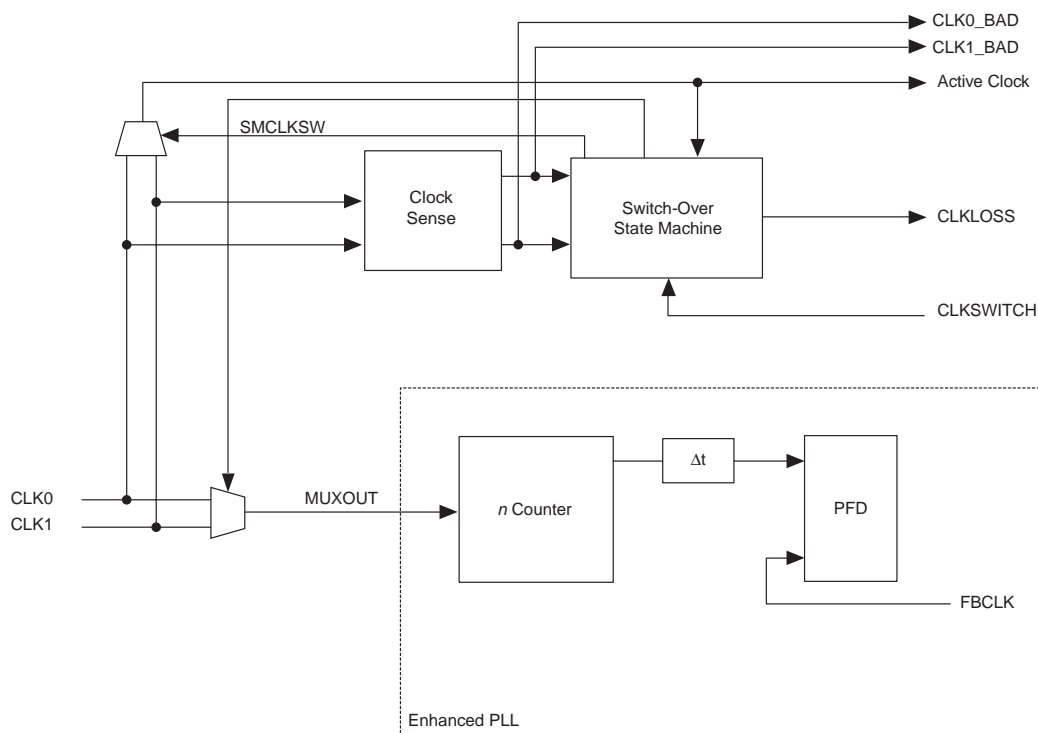 CLK0_BAD
CLK1_BAD
Active Clock
SMCLKSW
Clock
Sense
Switch-Over
State Machine
CLKLOSS
CLKSWITCH
CLK0
CLK1
MUXOUT
n Counter
Δt
PFD
FBCLK
Enhanced PLL